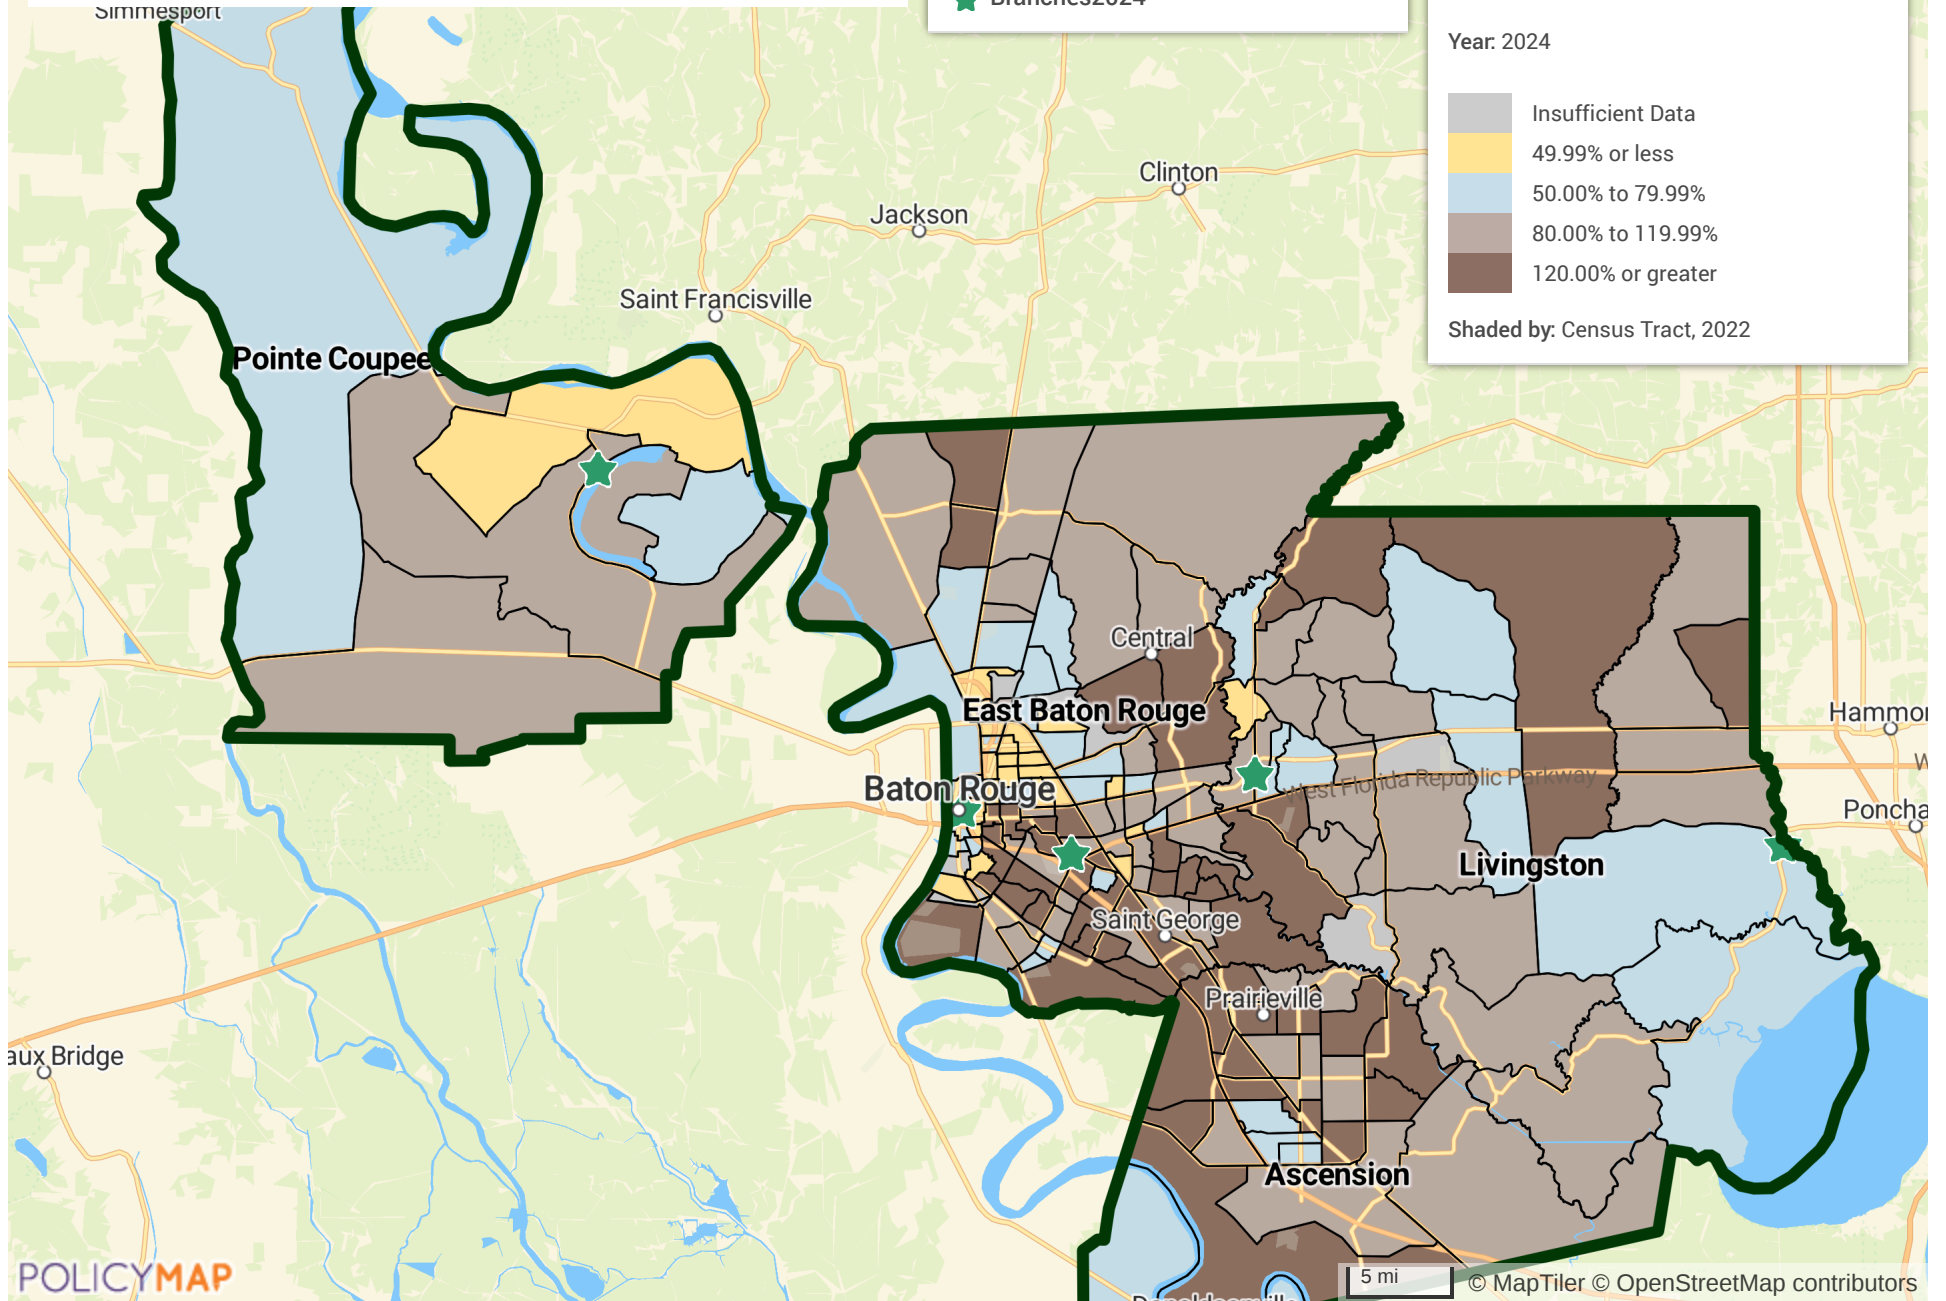 Simmesport
Branches2024
Year: 2024
Insufficient Data
49.99% or less
50.00% to 79.99%
80.00% to 119.99%
120.00% or greater
Shaded by: Census Tract, 2022
Clinton
Jackson
Saint Francisville
Pointe Coupee
Central
East Baton Rouge
Hammor
W
Baton Rouge
West Florida Republic Parkway
Poncha
Livingston
Saint George
Prairieville
aux Bridge
Ascension
POLICYMAP
5 mi
© MapTiler © OpenStreetMap contributors
Donaldsonville